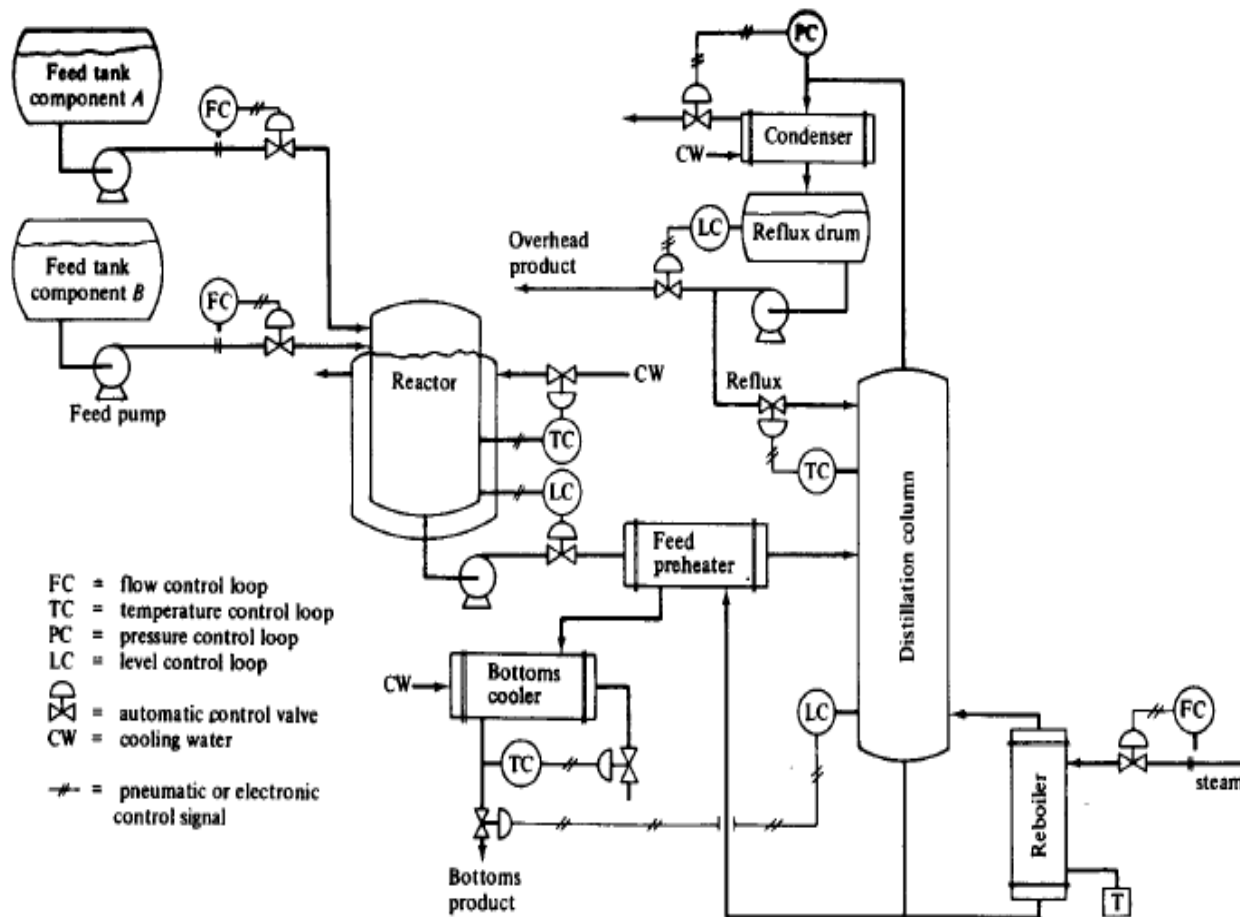 Feed tank
component A
FC
Feed tank
component B
FC
Feed pump
Reactor
CW
TC
LC
PC
Condenser
CW
LC
Reflux drum
Overhead
product
Reflux
TC
Distillation column
Feed
preheater
Bottoms
cooler
CW
TC
LC
Bottoms
product
FC
steam
Reboiler
T
FC = flow control loop
TC = temperature control loop
PC = pressure control loop
LC = level control loop
= automatic control valve
CW = cooling water
= pneumatic or electronic
control signal